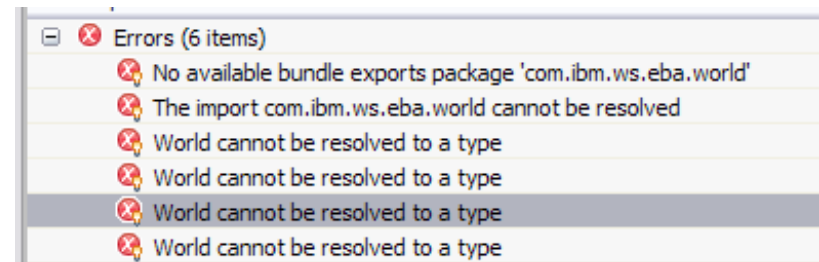 Errors (6 items)
No available bundle exports package 'com.ibm.ws.eba.world'
The import com.ibm.ws.eba.world cannot be resolved
World cannot be resolved to a type
World cannot be resolved to a type
World cannot be resolved to a type
World cannot be resolved to a type